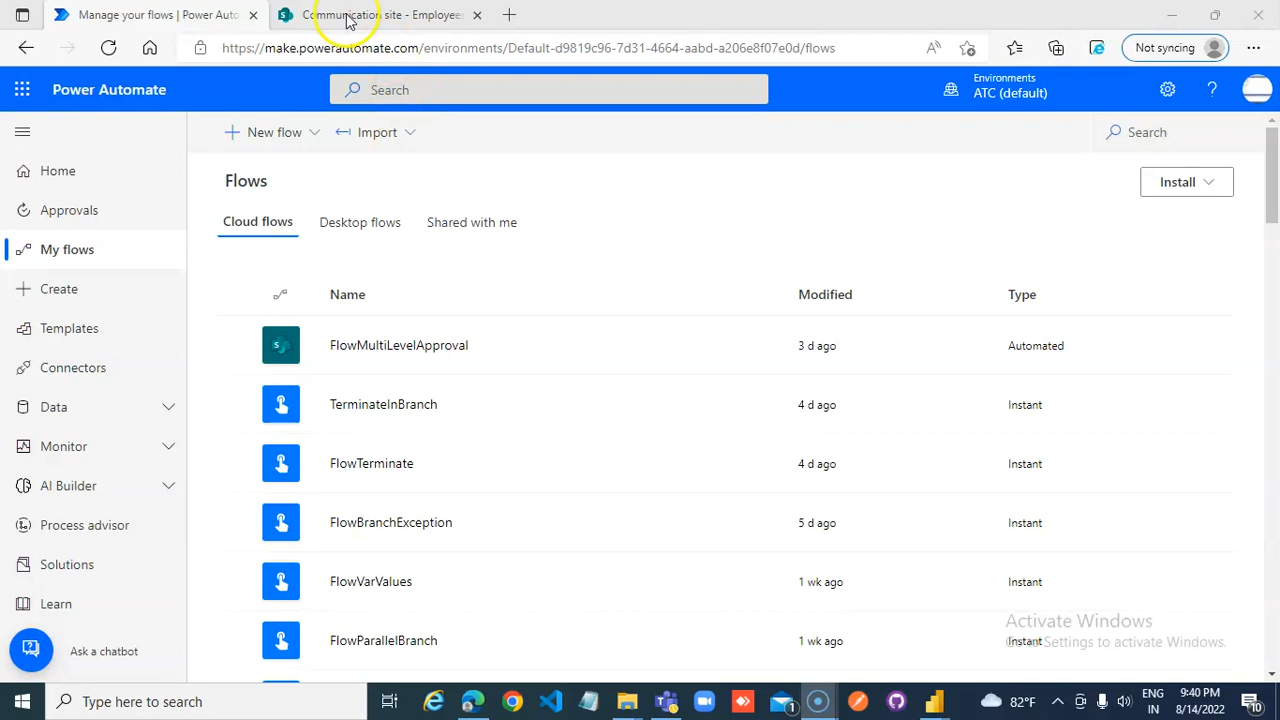 Manage your flows | Power Auto
Communication site - Employees
https://make.powerautomate.com/environments/Default-d9819c96-7d31-4664-aabd-a206e8f07e0d/flows
Not syncing
Power Automate
Search
Environments
ATC (default)
New flow
Import
Search
Home
Approvals
My flows
Create
Templates
Connectors
Data
Monitor
AI Builder
Process advisor
Solutions
Learn
Ask a chatbot
Flows
Install
Cloud flows
Desktop flows
Shared with me
Name
Modified
Type
FlowMultiLevelApproval
3 d ago
Automated
TerminateInBranch
4 d ago
Instant
FlowTerminate
4 d ago
Instant
FlowBranchException
5 d ago
Instant
FlowVarValues
1 wk ago
Instant
FlowParallelBranch
1 wk ago
Instant
Activate Windows
Go to Settings to activate Windows.
Type here to search
1
82°F
ENG
IN
9:40 PM
8/14/2022
10